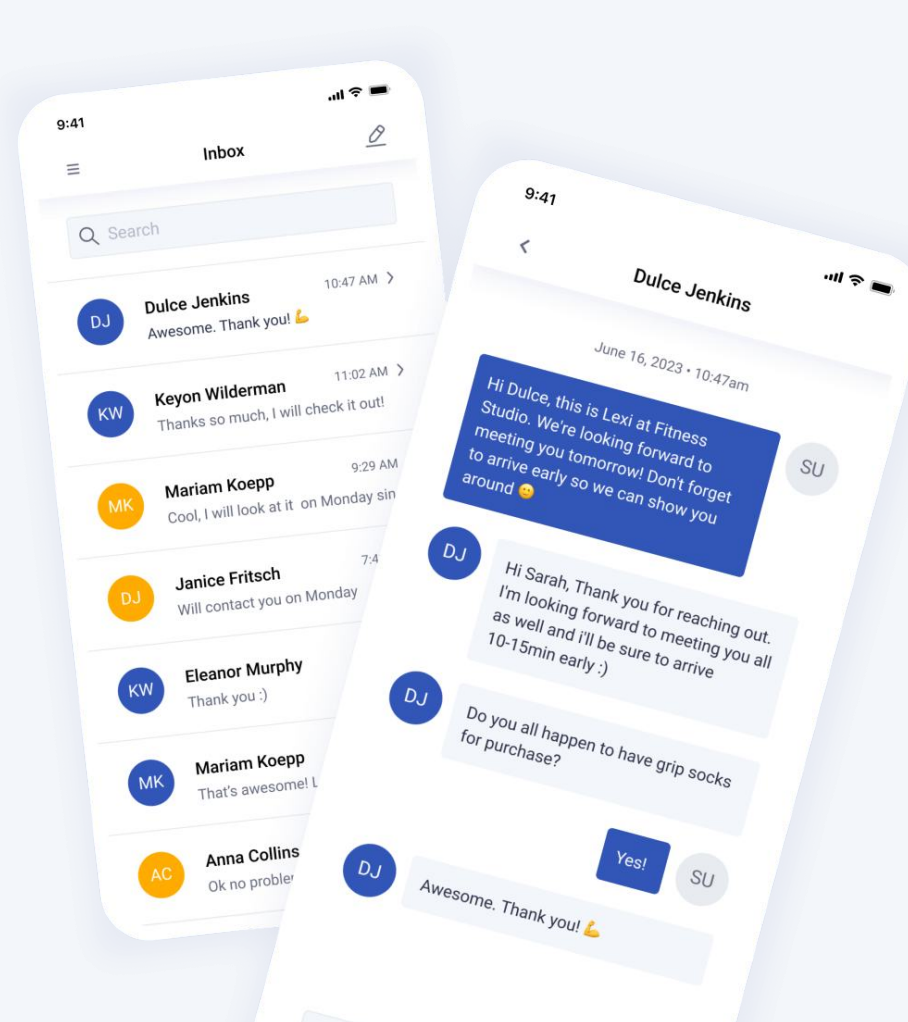 9:41
Inbox
Search
DJ
Dulce Jenkins
10:47 AM
Awesome. Thank you! 💪
KW
Keyon Wilderman
11:02 AM
Thanks so much, I will check it out!
MK
Mariam Koepp
9:29 AM
Cool, I will look at it on Monday sin
DJ
Janice Fritsch
7:4
Will contact you on Monday
KW
Eleanor Murphy
Thank you :)
MK
Mariam Koepp
That's awesome! L
AC
Anna Collins
Ok no probler
9:41
Dulce Jenkins
June 16, 2023 • 10:47am
Hi Dulce, this is Lexi at Fitness
Studio. We're looking forward to
meeting you tomorrow! Don't forget
to arrive early so we can show you
around 🙂
SU
DJ
Hi Sarah, Thank you for reaching out.
I'm looking forward to meeting you all
as well and i'll be sure to arrive
10-15min early :)
DJ
Do you all happen to have grip socks
for purchase?
Yes!
SU
DJ
Awesome. Thank you! 💪